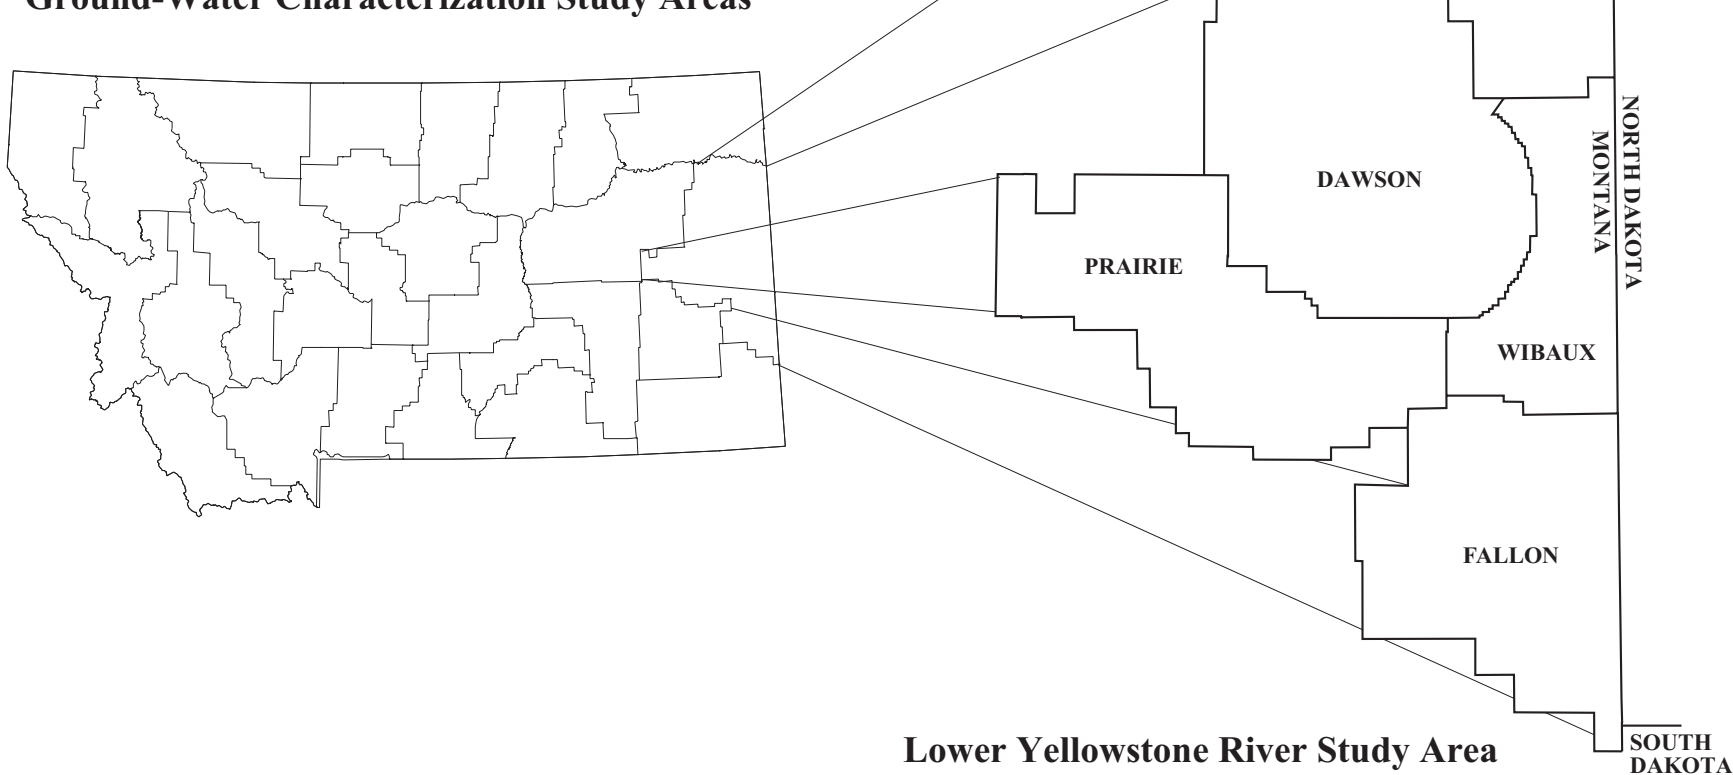 Ground-Water Characterization Study Areas
NORTH DAKOTA
MONTANA
DAWSON
PRAIRIE
WIBAUX
FALLON
Lower Yellowstone River Study Area
SOUTH
DAKOTA